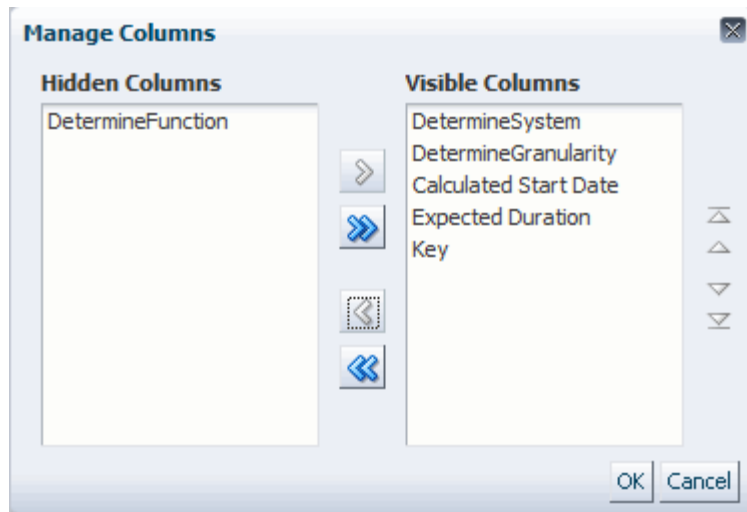 Manage Columns
Hidden Columns
DetermineFunction
Visible Columns
DetermineSystem
DetermineGranularity
Calculated Start Date
Expected Duration
Key
OK
Cancel